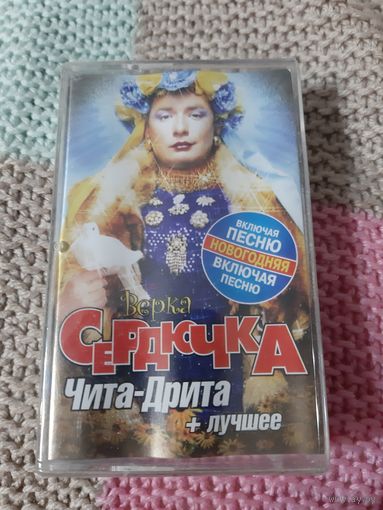 ВКЛЮЧАЯ
ПЕСНЮ
НОВОГОДНЯЯ
ВКЛЮЧАЯ
ПЕСНЮ
Верка
СЕРДЮЧКА
Чита-Дрита
+ лучшее